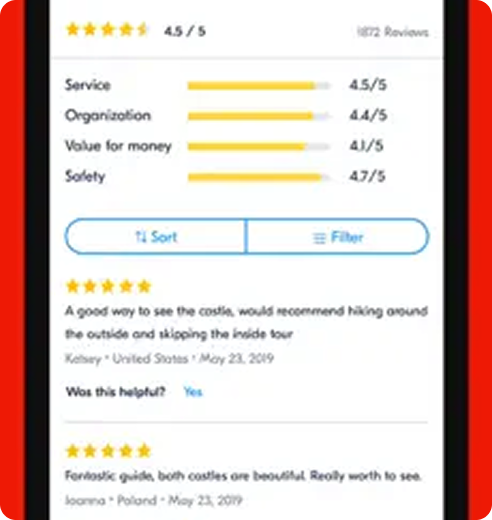 4.5 / 5
1872 Reviews
Service 4.5/5
Organization 4.4/5
Value for money 4.1/5
Safety 4.7/5
Sort
Filter
A good way to see the castle, would recommend hiking around
the outside and skipping the inside tour
Kelsey • United States • May 23, 2019
Was this helpful? Yes
Fantastic guide, both castles are beautiful. Really worth to see.
Joanna • Poland • May 23, 2019